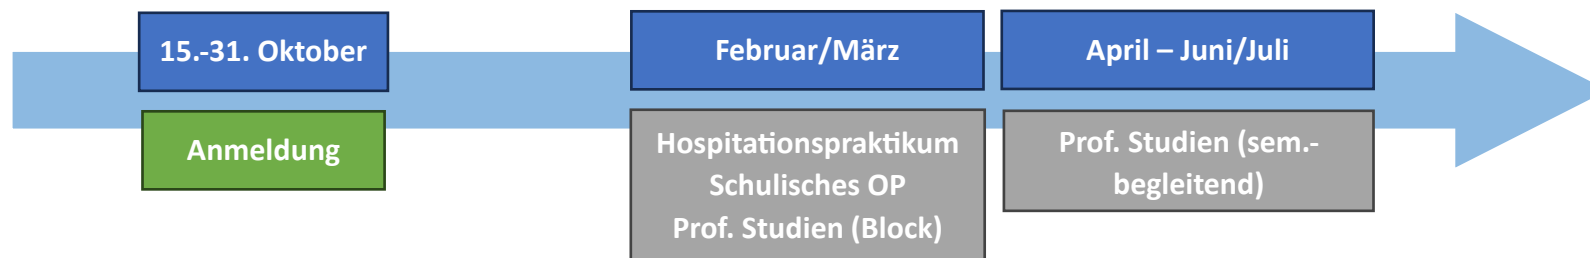 15.-31. Oktober
Anmeldung
Februar/März
Hospitationspraktikum
Schulisches OP
Prof. Studien (Block)
April – Juni/Juli
Prof. Studien (sem.-
begleitend)